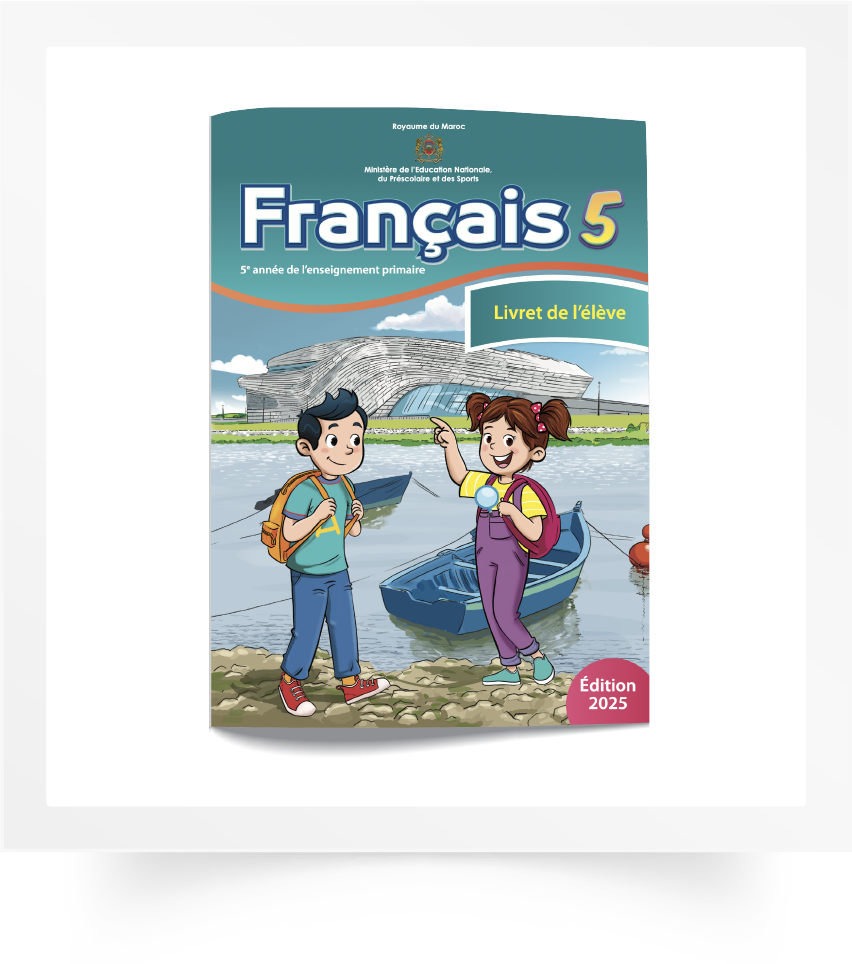 Royaume du Maroc
Ministère de l'Education Nationale,
du Préscolaire et des Sports
Français 5
5e année de l'enseignement primaire
Livret de l'élève
Édition
2025